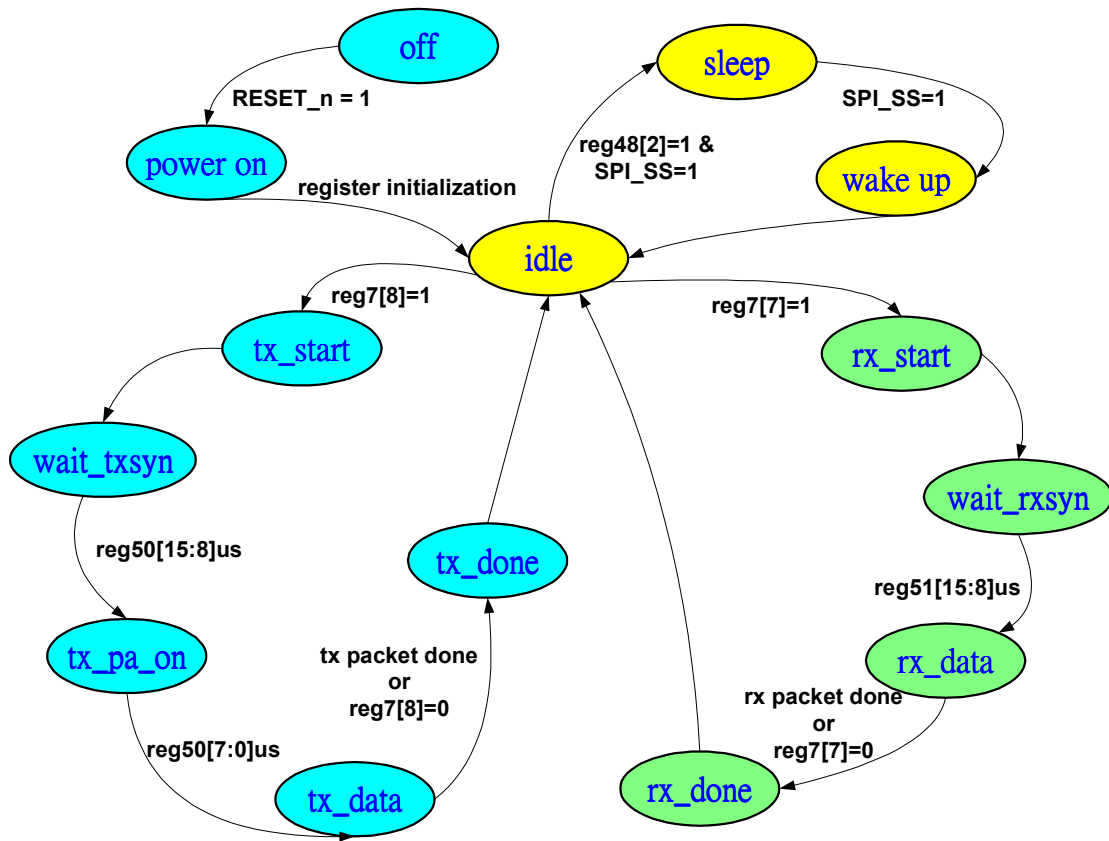 off
sleep
RESET_n = 1
SPI_SS=1
power on
reg48[2]=1 &
SPI_SS=1
wake up
register initialization
idle
reg7[8]=1
reg7[7]=1
tx_start
rx_start
wait_txsyn
wait_rxsyn
reg50[15:8]us
tx_done
reg51[15:8]us
tx_pa_on
tx packet done
or
reg7[8]=0
rx_data
rx packet done
or
reg7[7]=0
reg50[7:0]us
tx_data
rx_done